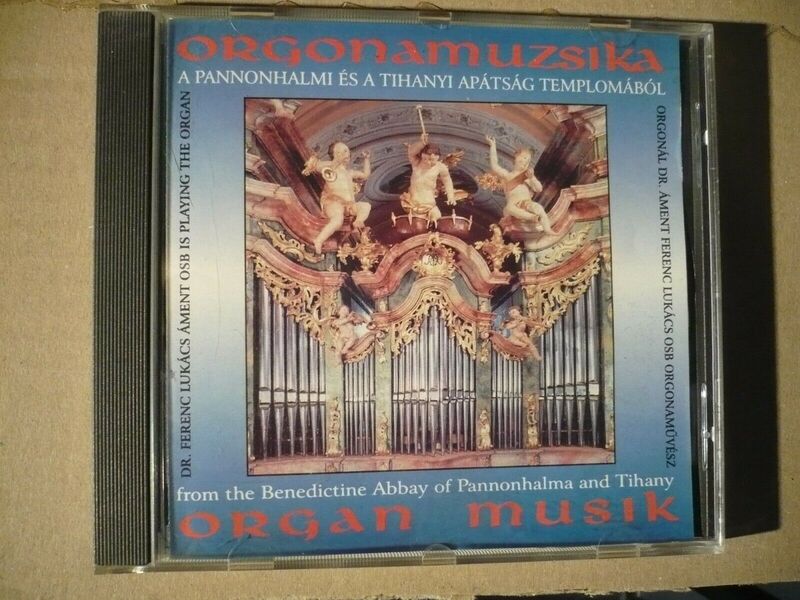 ORGONAMUZSIKA
A PANNONHALMI ÉS A TIHANYI APÁTSÁG TEMPLOMÁBÓL
DR. FERENC LUKÁCS ÁMENT OSB IS PLAYING THE ORGAN
ORGONÁL DR. ÁMENT FERENC LUKÁCS OSB ORGONAMŰVÉSZ
from the Benedictine Abbay of Pannonhalma and Tihany
ORGAN MUSIK